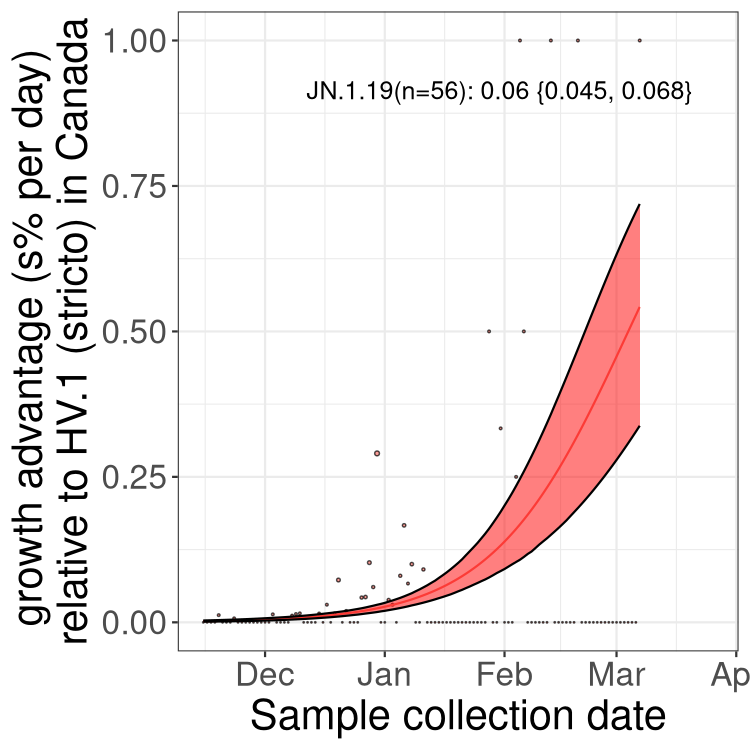 growth advantage (s% per day)
relative to HV.1 (stricto) in Canada
1.00
0.75
0.50
0.25
0.00
JN.1.19(n=56): 0.06 {0.045, 0.068}
Dec Jan Feb Mar Ap
Sample collection date